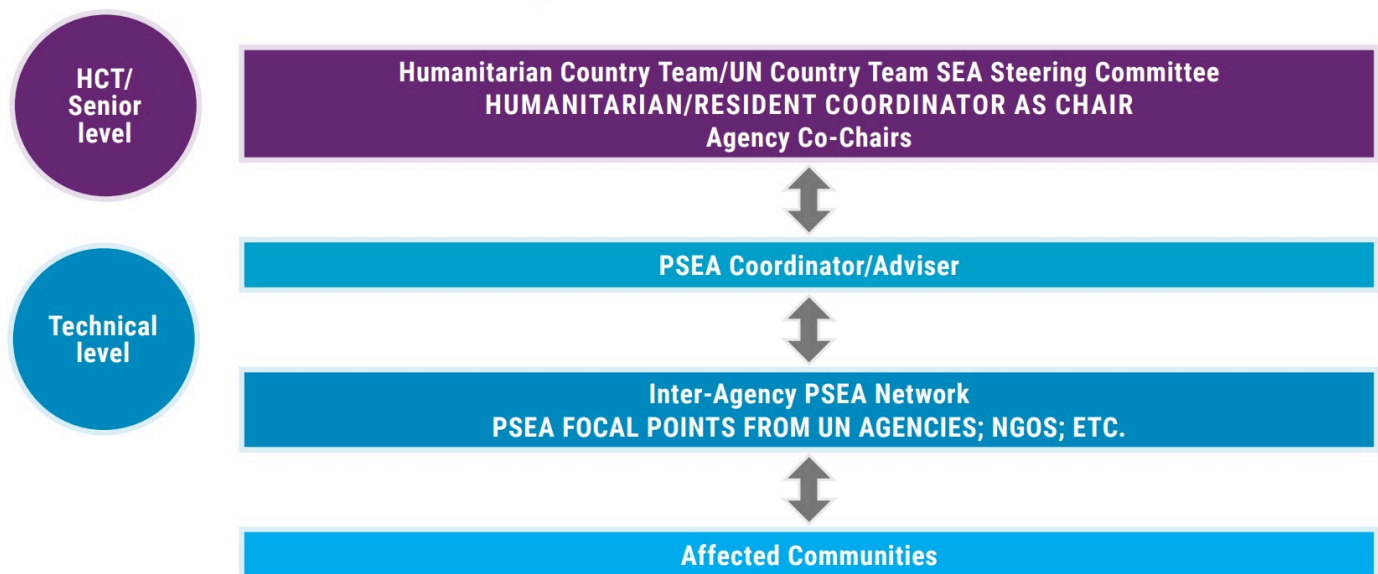 HCT/
Senior
level
Humanitarian Country Team/UN Country Team SEA Steering Committee
HUMANITARIAN/RESIDENT COORDINATOR AS CHAIR
Agency Co-Chairs
PSEA Coordinator/Adviser
Technical
level
Inter-Agency PSEA Network
PSEA FOCAL POINTS FROM UN AGENCIES; NGOS; ETC.
Affected Communities